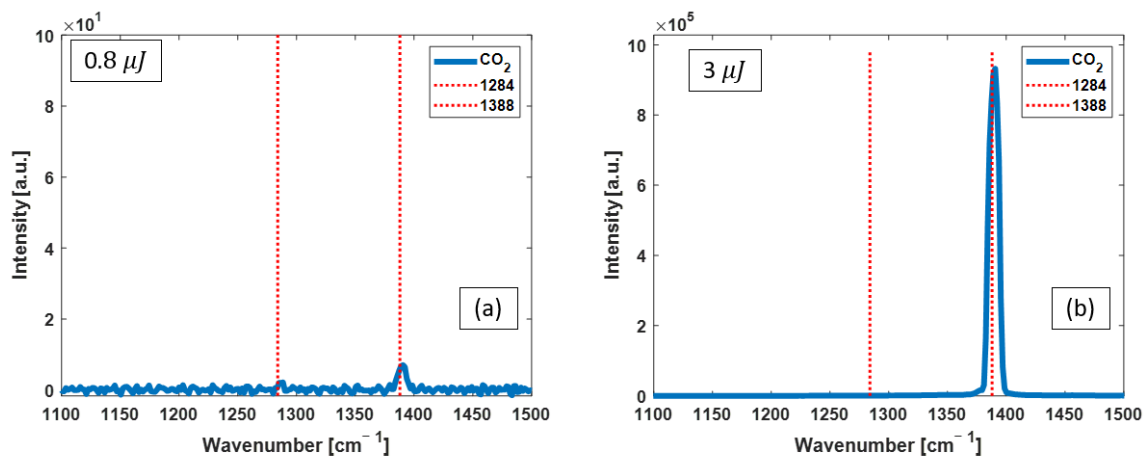 ×10¹
0.8 μJ
CO₂
1284
1388
10
8
6
4
2
0
Intensity [a.u.]
(a)
1100 1150 1200 1250 1300 1350 1400 1450 1500
Wavenumber [cm⁻¹]
×10⁵
3 μJ
CO₂
1284
1388
10
8
6
4
2
0
Intensity [a.u.]
(b)
1100 1150 1200 1250 1300 1350 1400 1450 1500
Wavenumber [cm⁻¹]